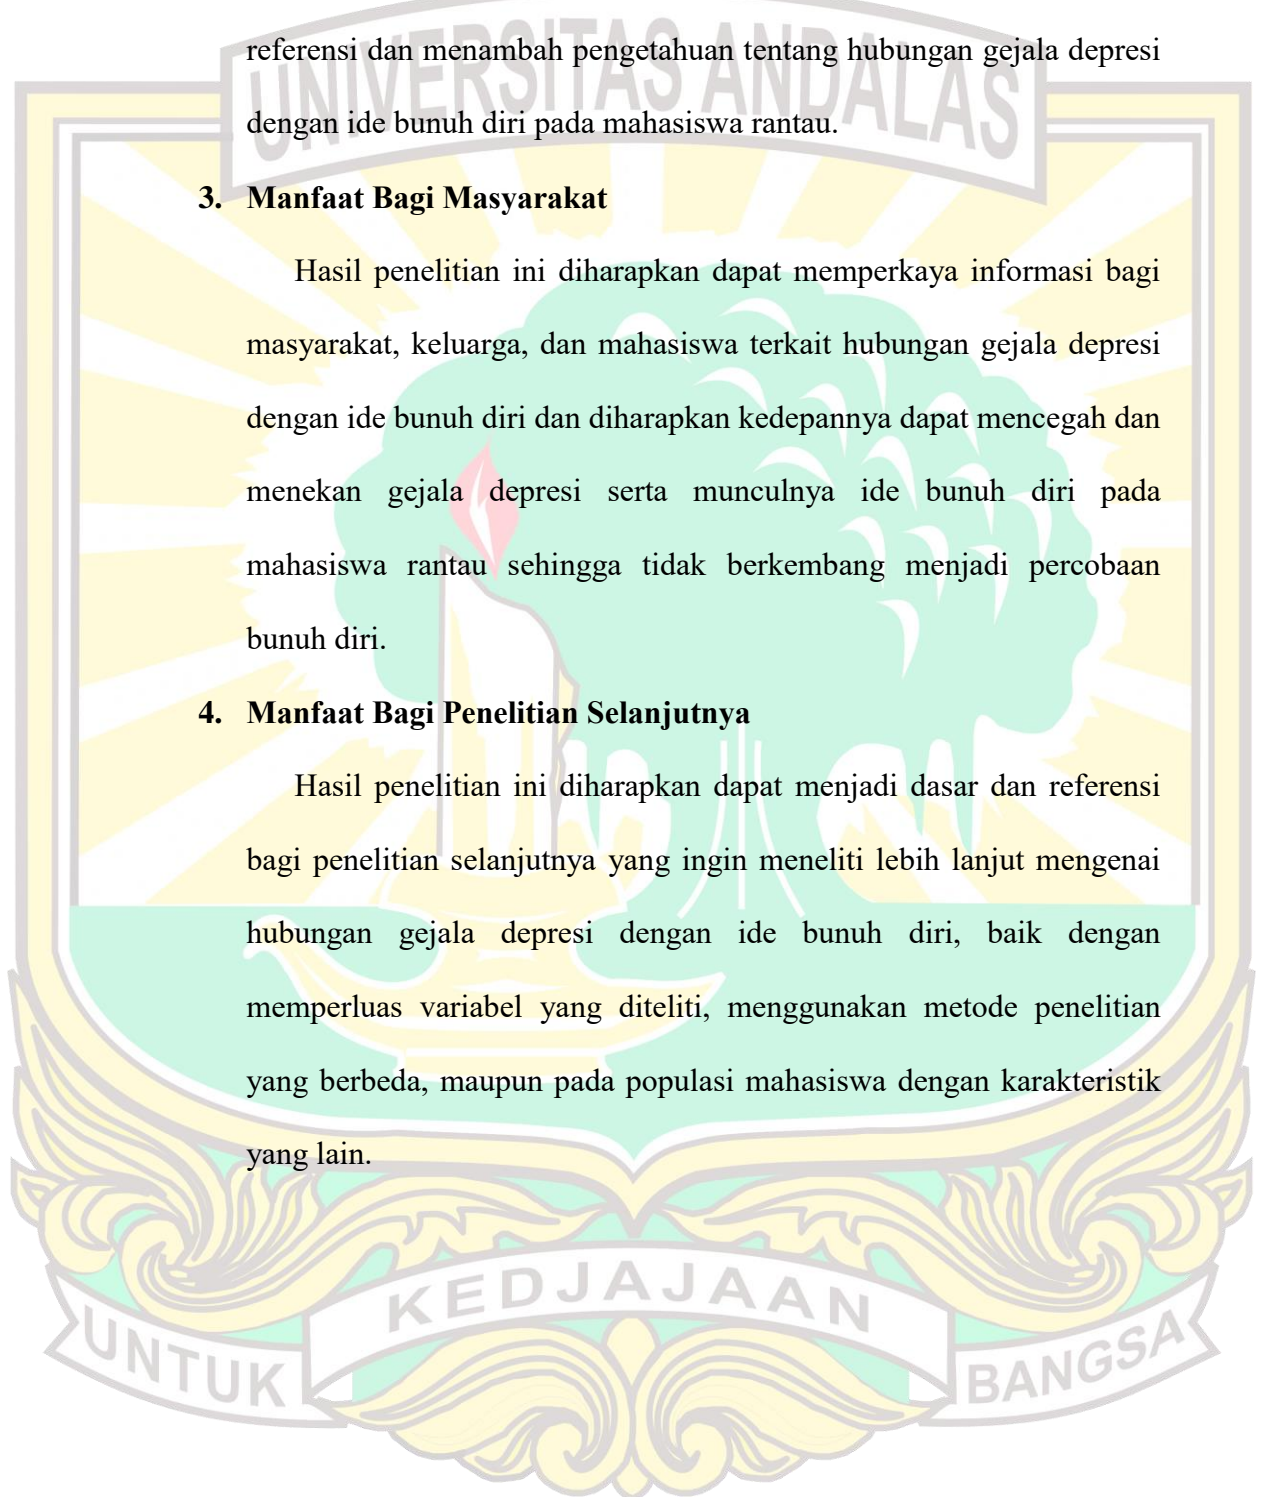 UNIVERSITAS ANDALAS
referensi dan menambah pengetahuan tentang hubungan gejala depresi
dengan ide bunuh diri pada mahasiswa rantau.
3. Manfaat Bagi Masyarakat
Hasil penelitian ini diharapkan dapat memperkaya informasi bagi
masyarakat, keluarga, dan mahasiswa terkait hubungan gejala depresi
dengan ide bunuh diri dan diharapkan kedepannya dapat mencegah dan
menekan gejala depresi serta munculnya ide bunuh diri pada
mahasiswa rantau sehingga tidak berkembang menjadi percobaan
bunuh diri.
4. Manfaat Bagi Penelitian Selanjutnya
Hasil penelitian ini diharapkan dapat menjadi dasar dan referensi
bagi penelitian selanjutnya yang ingin meneliti lebih lanjut mengenai
hubungan gejala depresi dengan ide bunuh diri, baik dengan
memperluas variabel yang diteliti, menggunakan metode penelitian
yang berbeda, maupun pada populasi mahasiswa dengan karakteristik
yang lain.
UNTUK KEDJAJAAN BANGSA